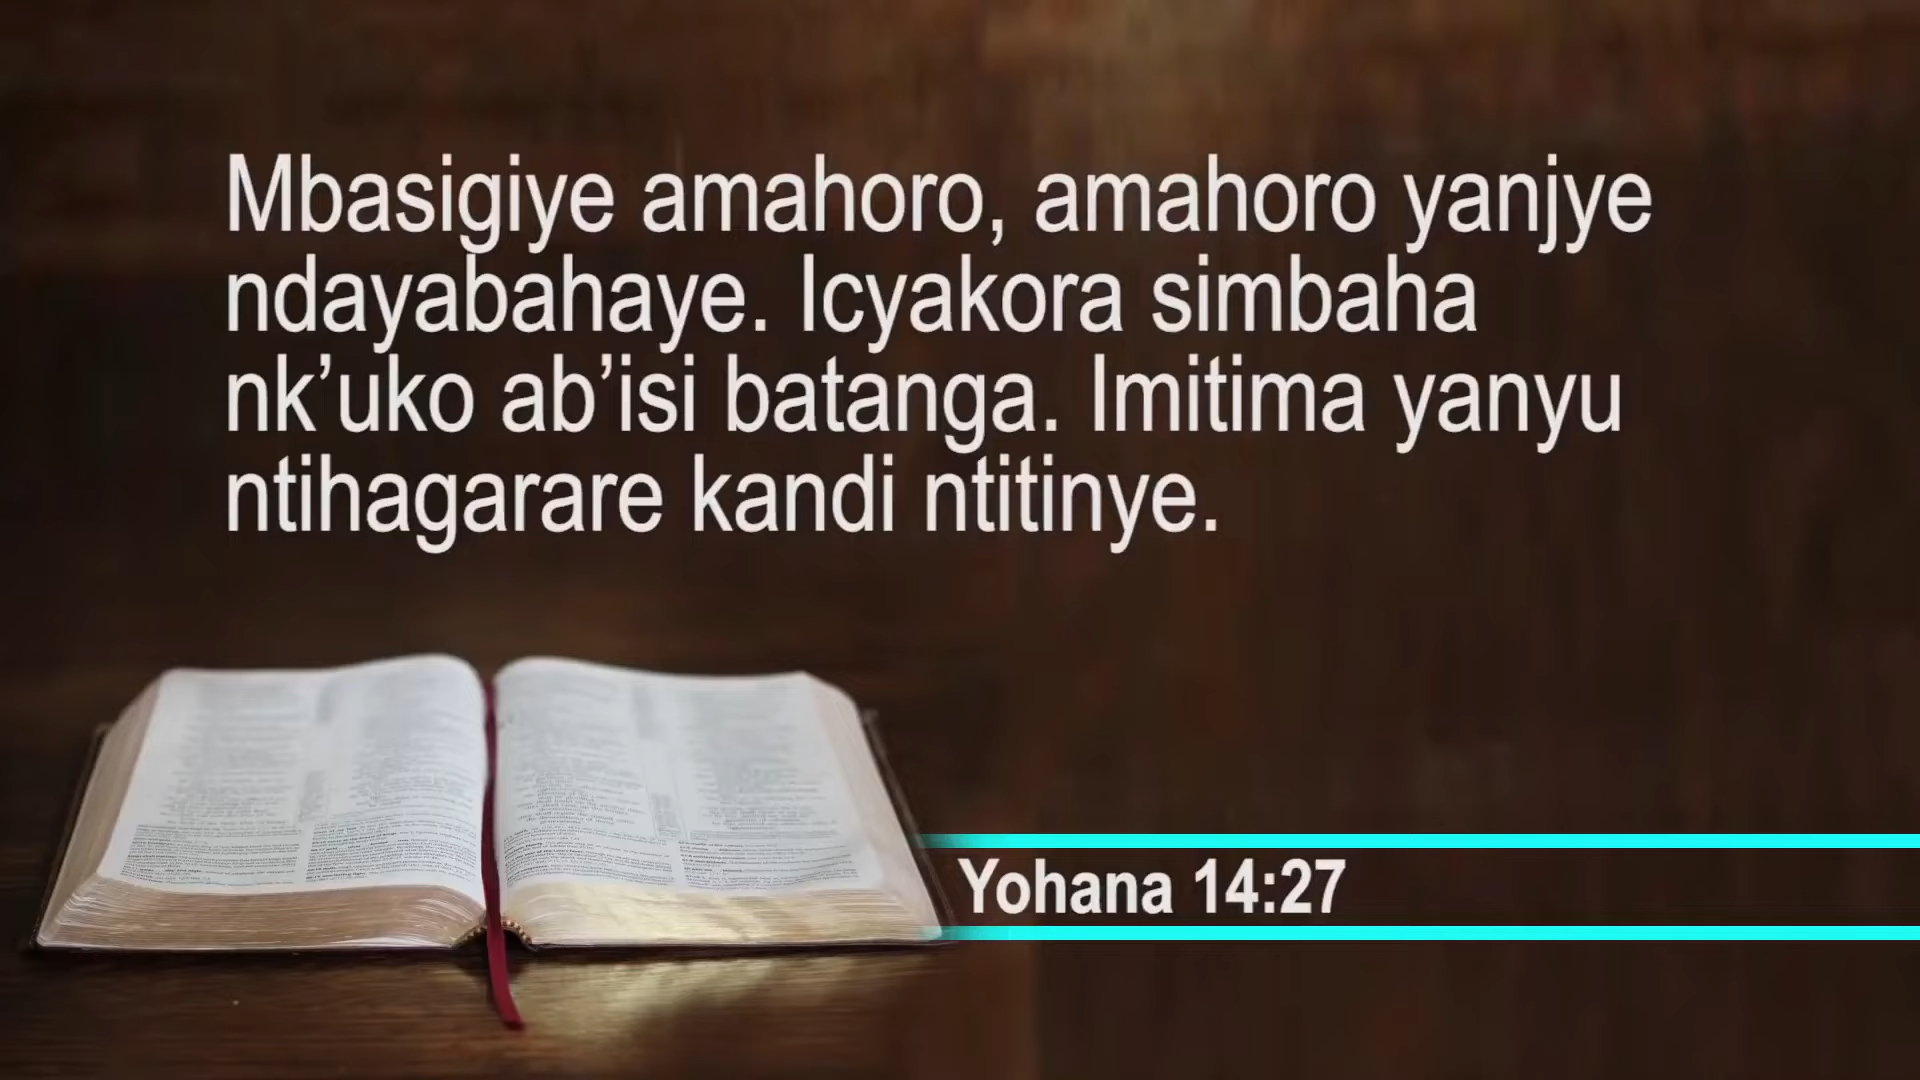 Mbasigiye amahoro, amahoro yanjye
ndayabahaye. Icyakora simbaha
nk’uko ab’isi batanga. Imitima yanyu
ntihagarare kandi ntitinye.
Yohana 14:27